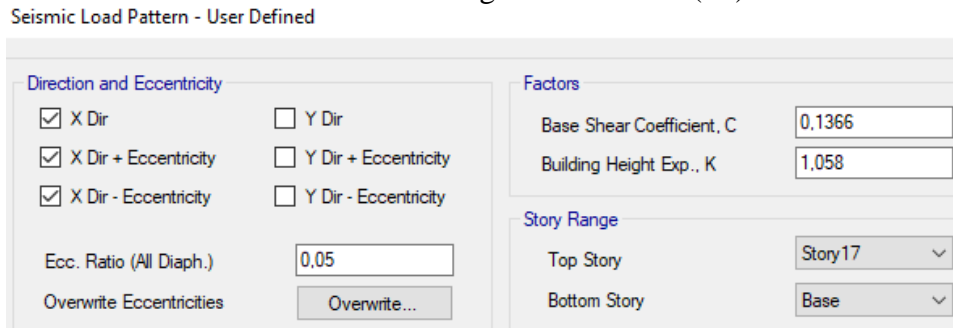 Seismic Load Pattern - User Defined
Direction and Eccentricity
X Dir
Y Dir
X Dir + Eccentricity
Y Dir + Eccentricity
X Dir - Eccentricity
Y Dir - Eccentricity
Ecc. Ratio (All Diaph.)
0,05
Overwrite Eccentricities
Overwrite...
Factors
Base Shear Coefficient, C
0,1366
Building Height Exp., K
1,058
Story Range
Top Story
Story17
Bottom Story
Base